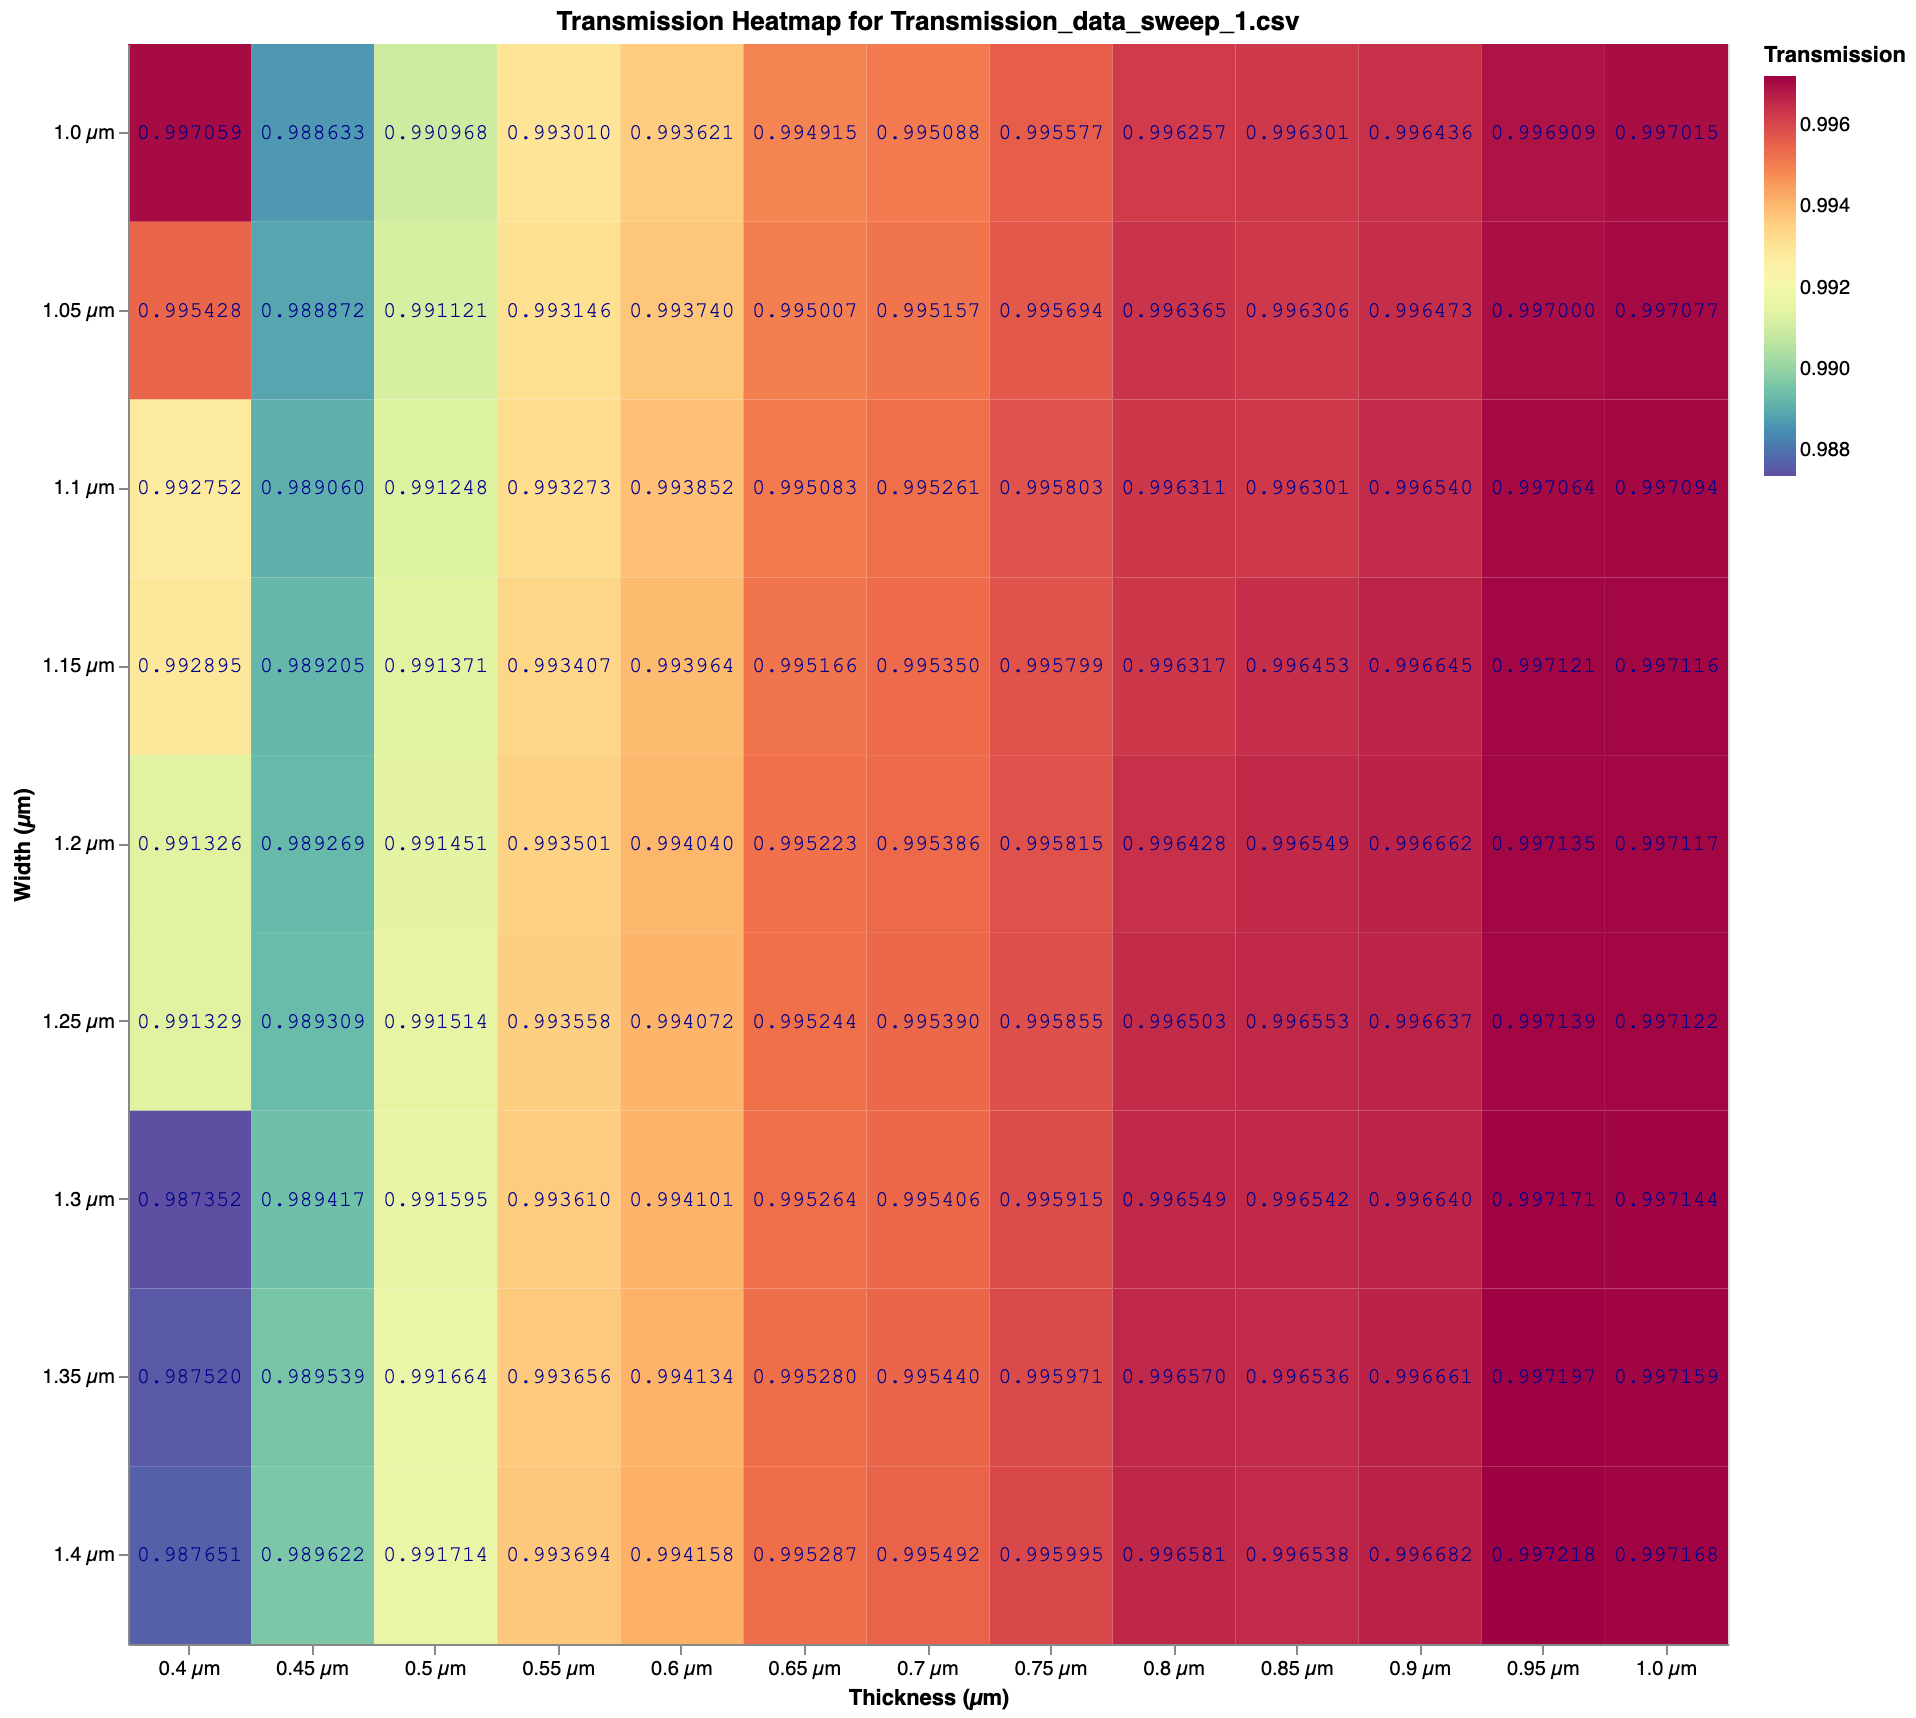 Transmission Heatmap for Transmission_data_sweep_1.csv
Transmission
0.996
0.994
0.992
0.990
0.988
Width (µm)
1.0 µm 0.997059 0.988633 0.990968 0.993010 0.993621 0.994915 0.995088 0.995577 0.996257 0.996301 0.996436 0.996909 0.997015
1.05 µm 0.995428 0.988872 0.991121 0.993146 0.993740 0.995007 0.995157 0.995694 0.996365 0.996306 0.996473 0.997000 0.997077
1.1 µm 0.992752 0.989060 0.991248 0.993273 0.993852 0.995083 0.995261 0.995803 0.996311 0.996301 0.996540 0.997064 0.997094
1.15 µm 0.992895 0.989205 0.991371 0.993407 0.993964 0.995166 0.995350 0.995799 0.996317 0.996453 0.996645 0.997121 0.997116
1.2 µm 0.991326 0.989269 0.991451 0.993501 0.994040 0.995223 0.995386 0.995815 0.996428 0.996549 0.996662 0.997135 0.997117
1.25 µm 0.991329 0.989309 0.991514 0.993558 0.994072 0.995244 0.995390 0.995855 0.996503 0.996553 0.996637 0.997139 0.997122
1.3 µm 0.987352 0.989417 0.991595 0.993610 0.994101 0.995264 0.995406 0.995915 0.996549 0.996542 0.996640 0.997171 0.997144
1.35 µm 0.987520 0.989539 0.991664 0.993656 0.994134 0.995280 0.995440 0.995971 0.996570 0.996536 0.996661 0.997197 0.997159
1.4 µm 0.987651 0.989622 0.991714 0.993694 0.994158 0.995287 0.995492 0.995995 0.996581 0.996538 0.996682 0.997218 0.997168
0.4 µm 0.45 µm 0.5 µm 0.55 µm 0.6 µm 0.65 µm 0.7 µm 0.75 µm 0.8 µm 0.85 µm 0.9 µm 0.95 µm 1.0 µm
Thickness (µm)